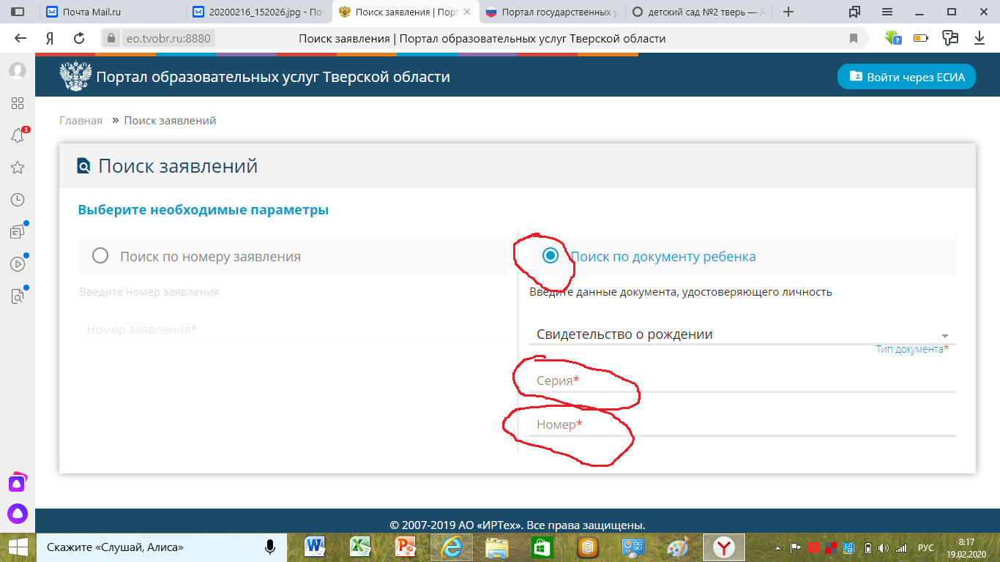 Почта Mail.ru
20200216_152026.jpg - Поч
Поиск заявления | Порт
Портал государственных у
детский сад №2 тверь — Я
Я
eo.tvobr.ru:8880
Поиск заявления | Портал образовательных услуг Тверской области
Портал образовательных услуг Тверской области
Войти через ЕСИА
Главная » Поиск заявлений
1
Поиск заявлений
Выберите необходимые параметры
Поиск по номеру заявления
Введите номер заявления
Номер заявления*
Поиск по документу ребенка
Введите данные документа, удостоверяющего личность
Свидетельство о рождении
Тип документа*
Серия*
Номер*
© 2007-2019 АО «ИРТех». Все права защищены.
Скажите «Слушай, Алиса»
РУС
8:17
19.02.2020